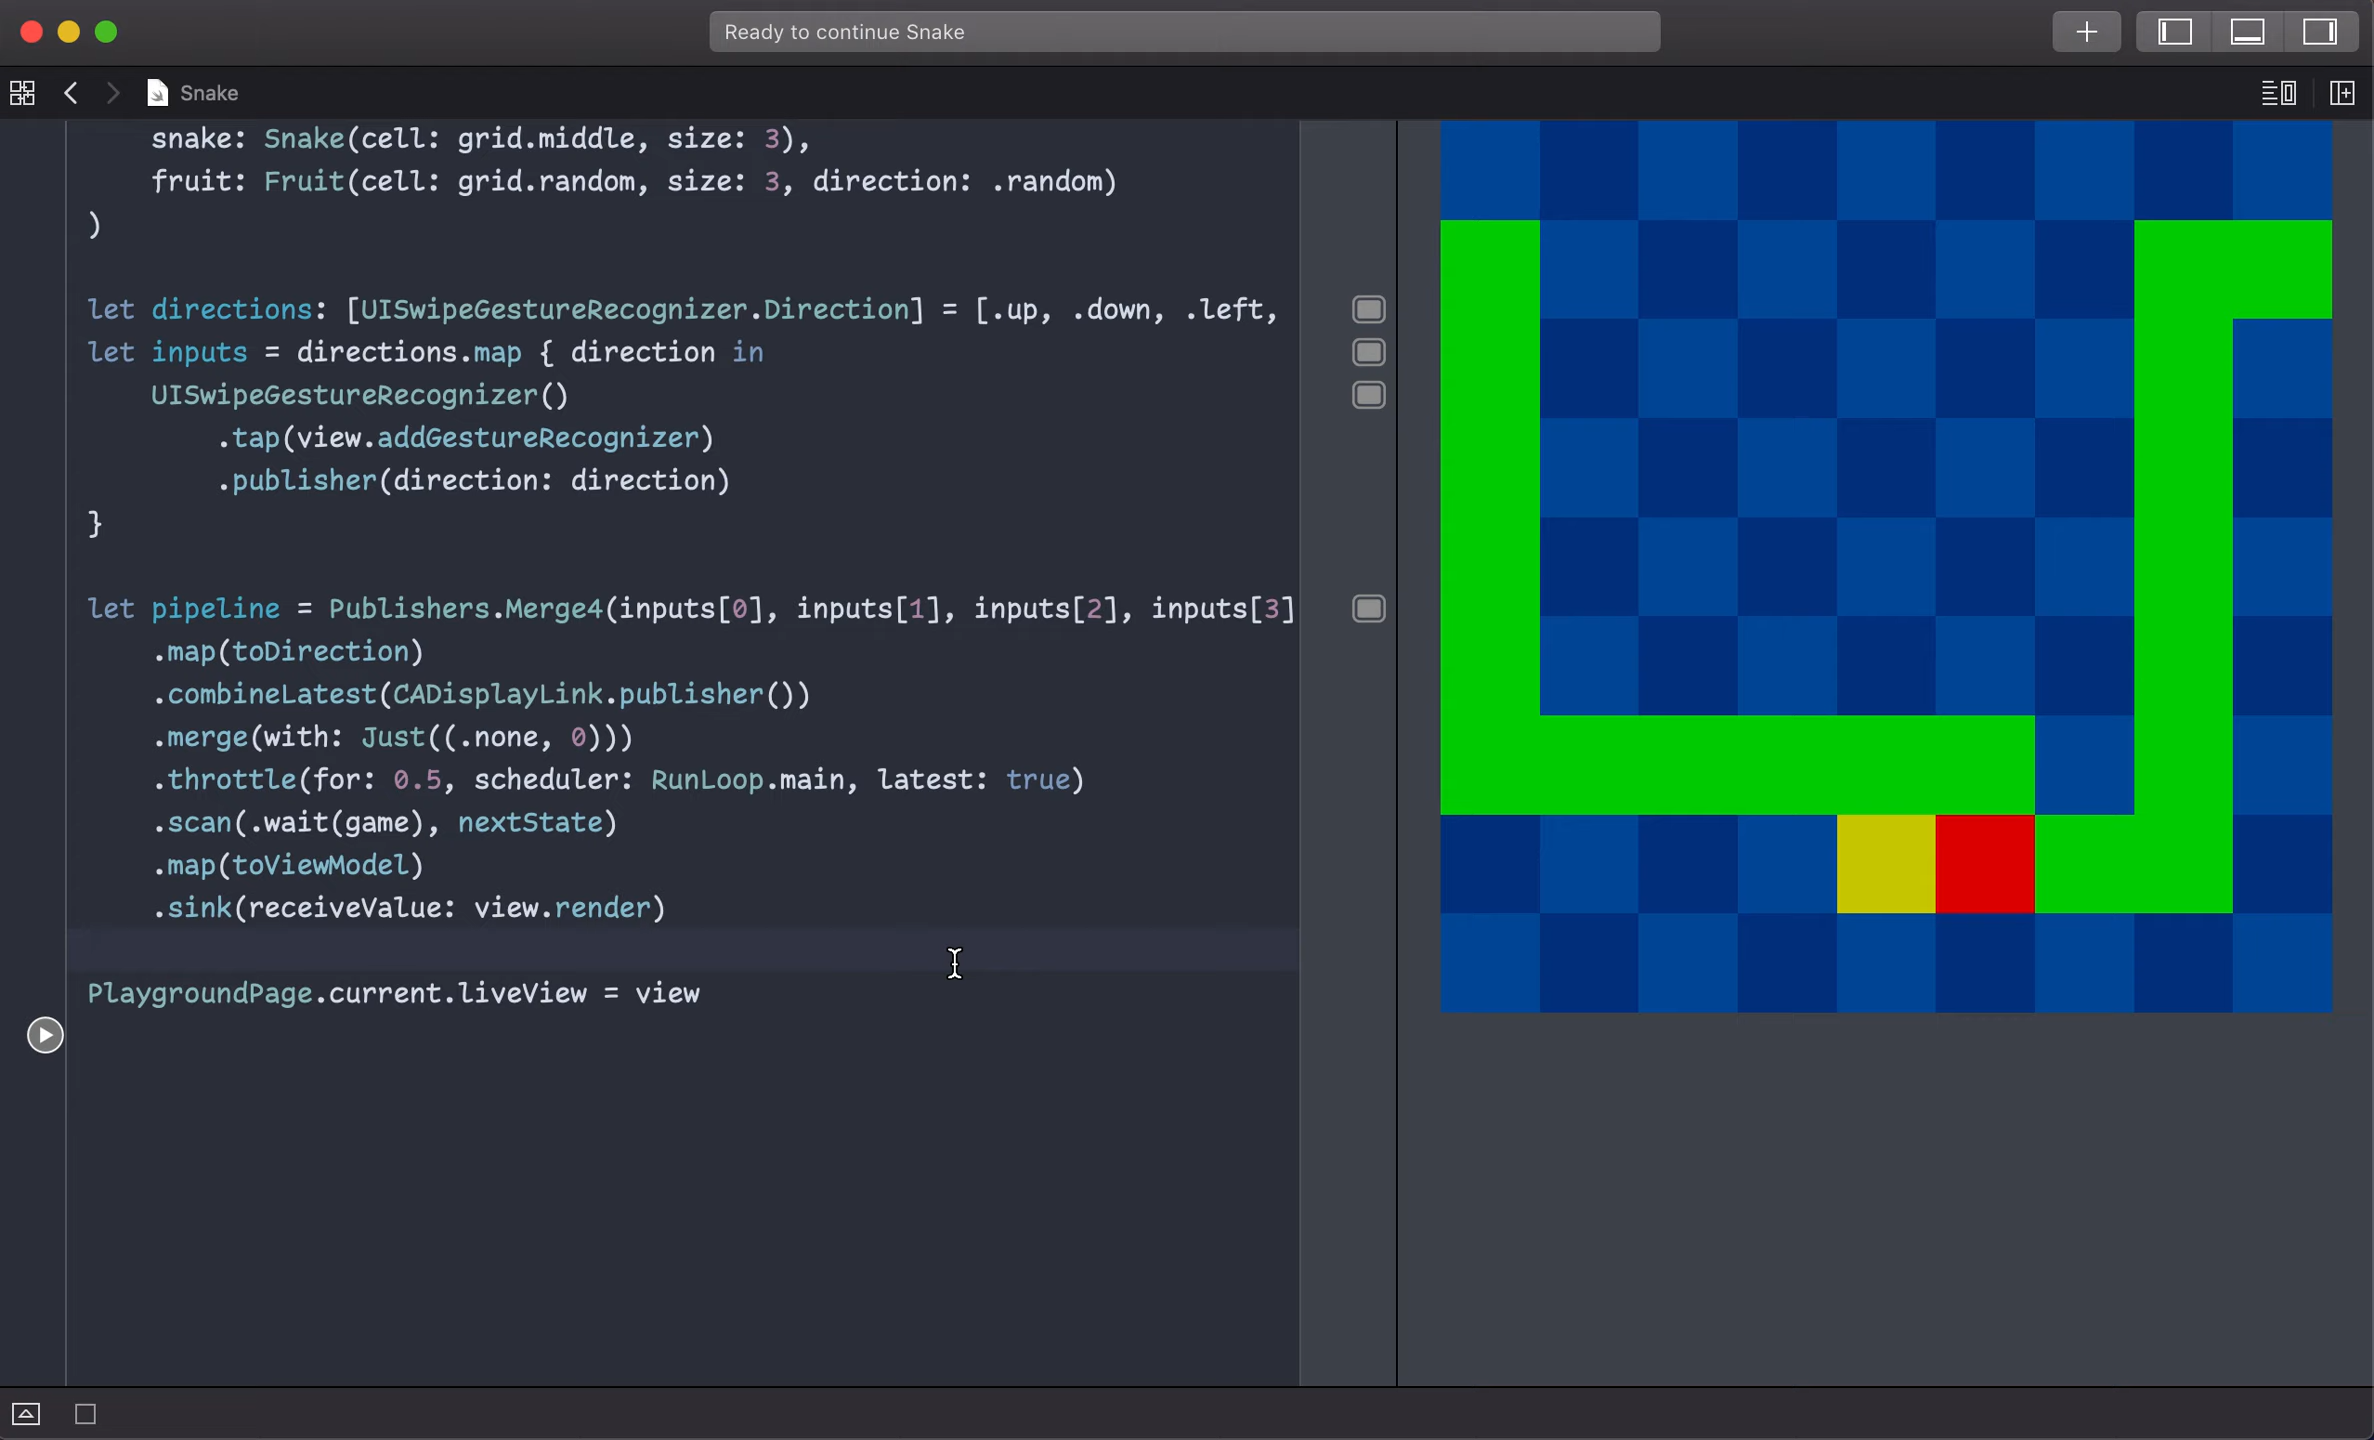 Ready to continue Snake
Snake
snake: Snake(cell: grid.middle, size: 3),
fruit: Fruit(cell: grid.random, size: 3, direction: .random)
)
let directions: [UISwipeGestureRecognizer.Direction] = [.up, .down, .left,
let inputs = directions.map { direction in
UISwipeGestureRecognizer()
.tap(view.addGestureRecognizer)
.publisher(direction: direction)
}
let pipeline = Publishers.Merge4(inputs[0], inputs[1], inputs[2], inputs[3]
.map(toDirection)
.combineLatest(CADisplayLink.publisher())
.merge(with: Just((.none, 0)))
.throttle(for: 0.5, scheduler: RunLoop.main, latest: true)
.scan(.wait(game), nextState)
.map(toViewModel)
.sink(receiveValue: view.render)
PlaygroundPage.current.liveView = view